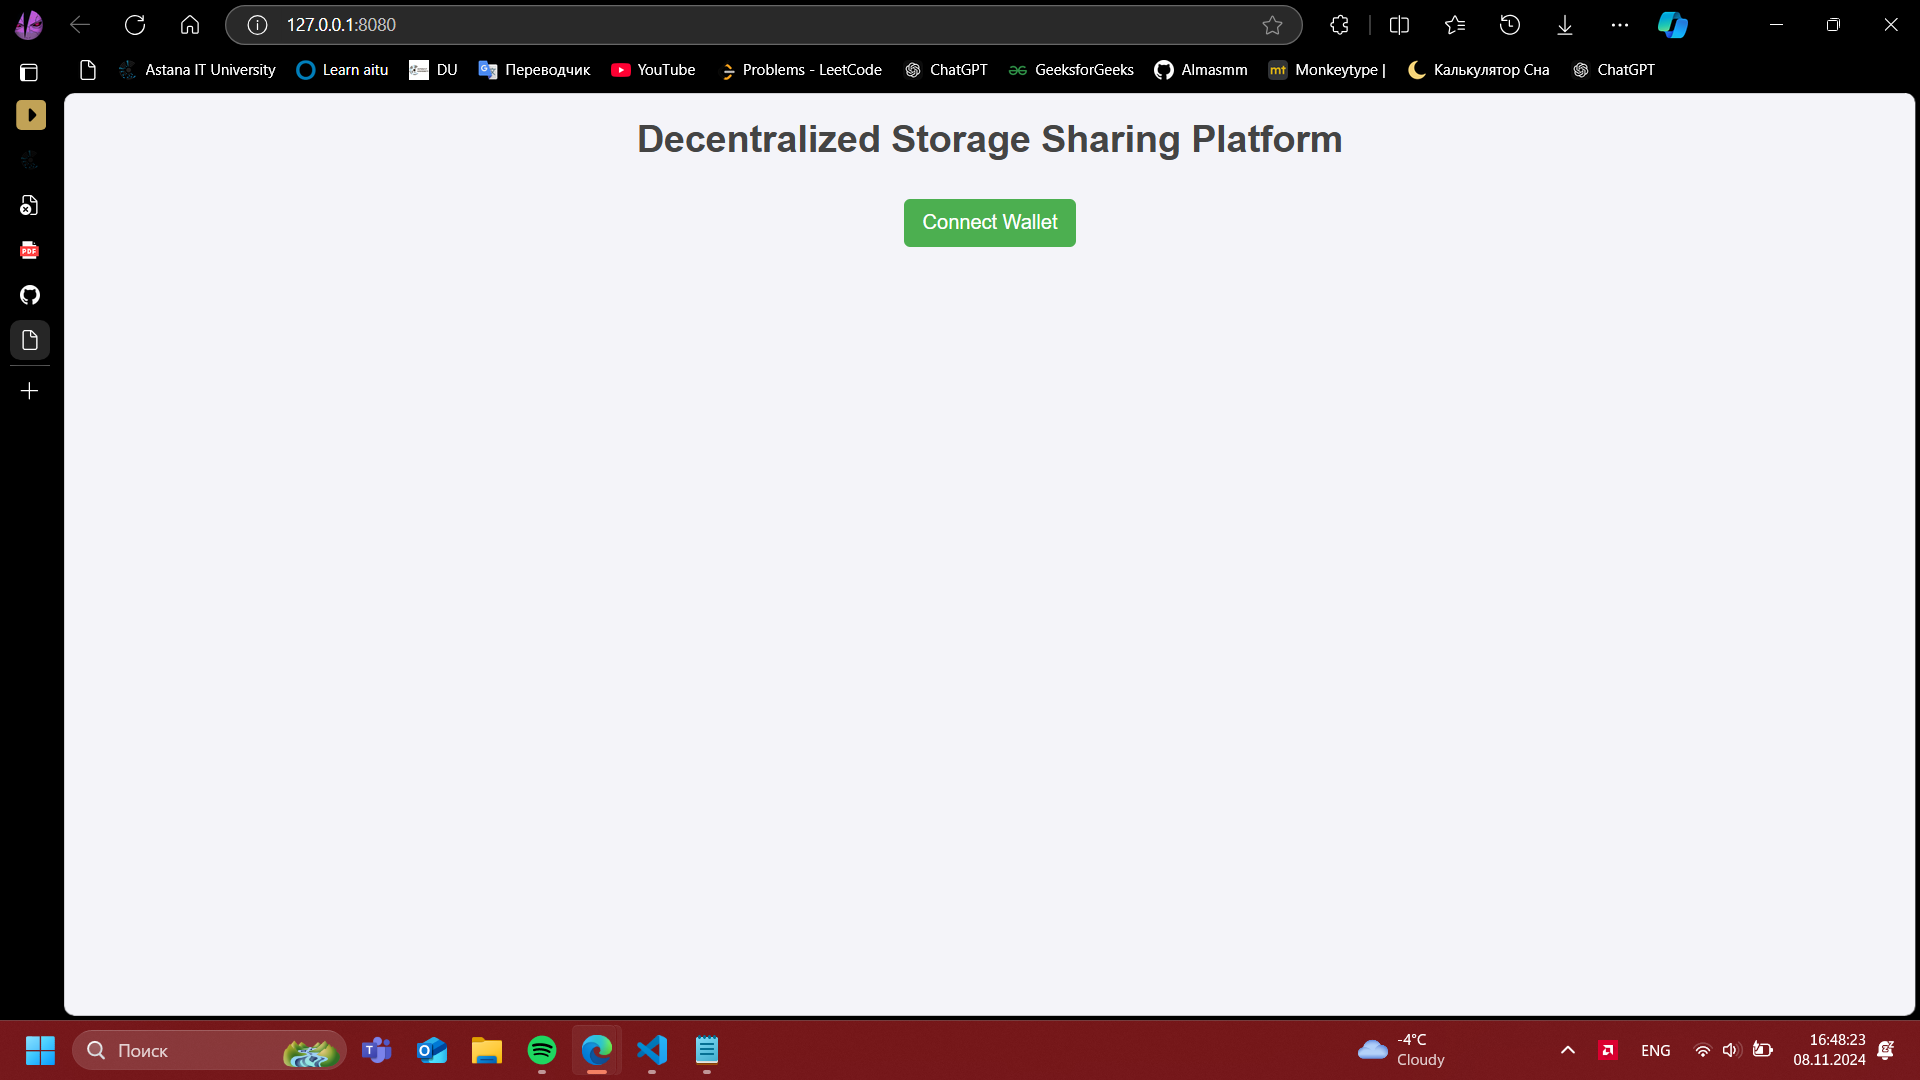 127.0.0.1:8080
Astana IT University Learn aitu DU Переводчик YouTube Problems - LeetCode ChatGPT GeeksforGeeks Almasmm mt Monkeytype | Калькулятор Сна ChatGPT
PDF
Decentralized Storage Sharing Platform
Connect Wallet
Поиск
-4°C
Cloudy
ENG
16:48:23
08.11.2024